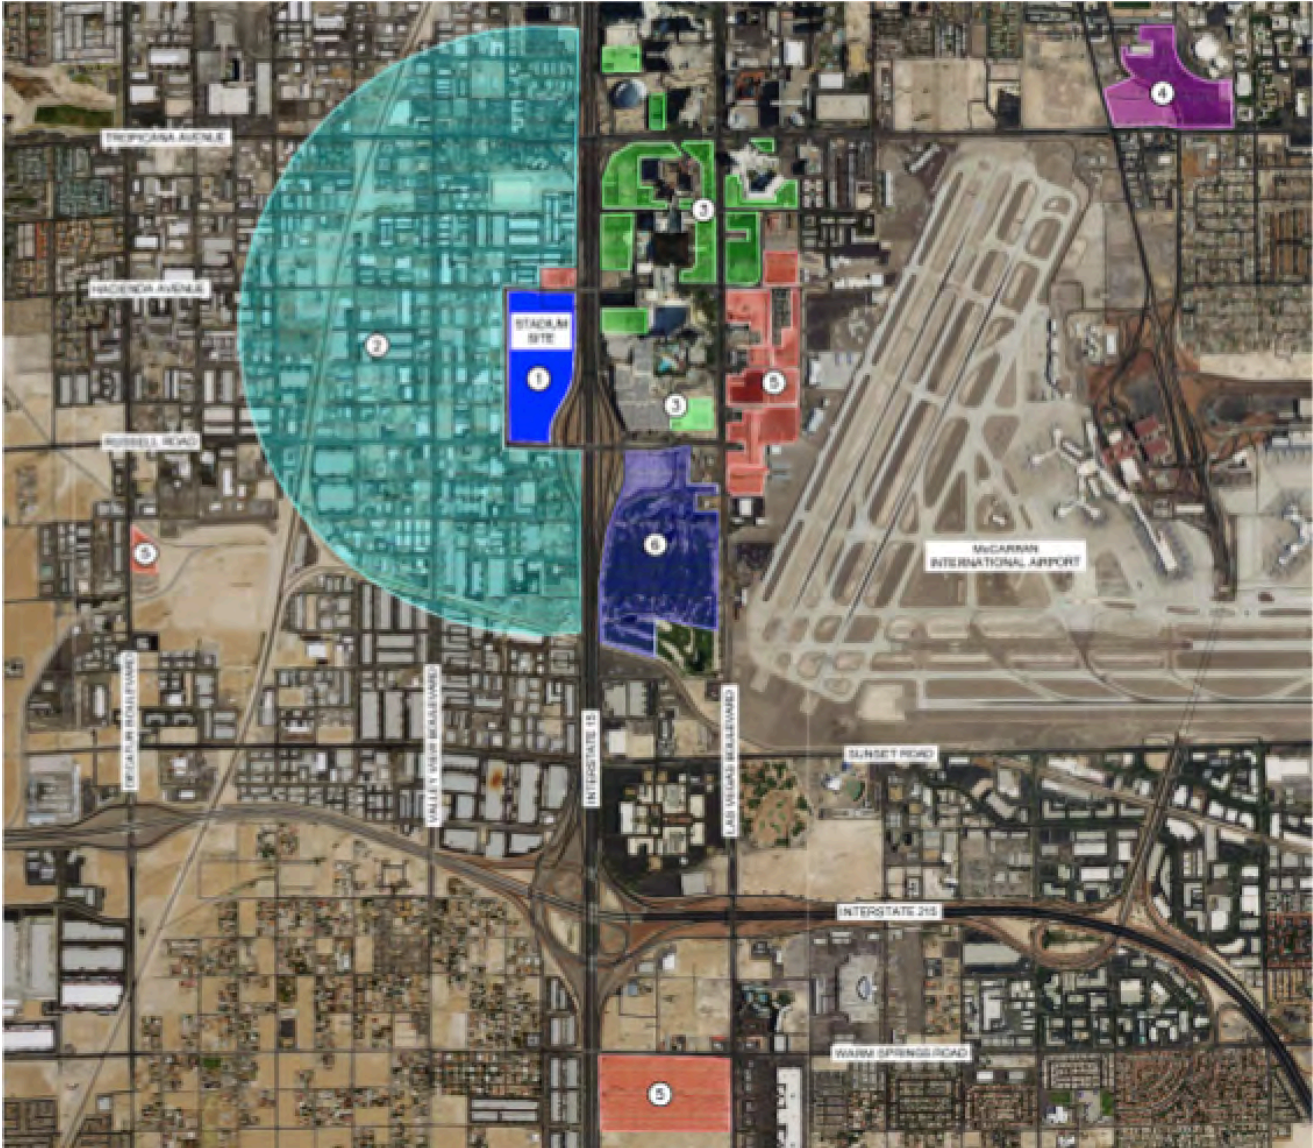 4
TROPICANA AVENUE
3
HACIENDA AVENUE
STADIUM
SITE
2
1
5
3
RUSSELL ROAD
6
5
McCARRAN
INTERNATIONAL AIRPORT
DECATUR BOULEVARD
VALLEY VIEW BOULEVARD
INTERSTATE 15
LAS VEGAS BOULEVARD
SUNSET ROAD
INTERSTATE 215
WARM SPRINGS ROAD
5